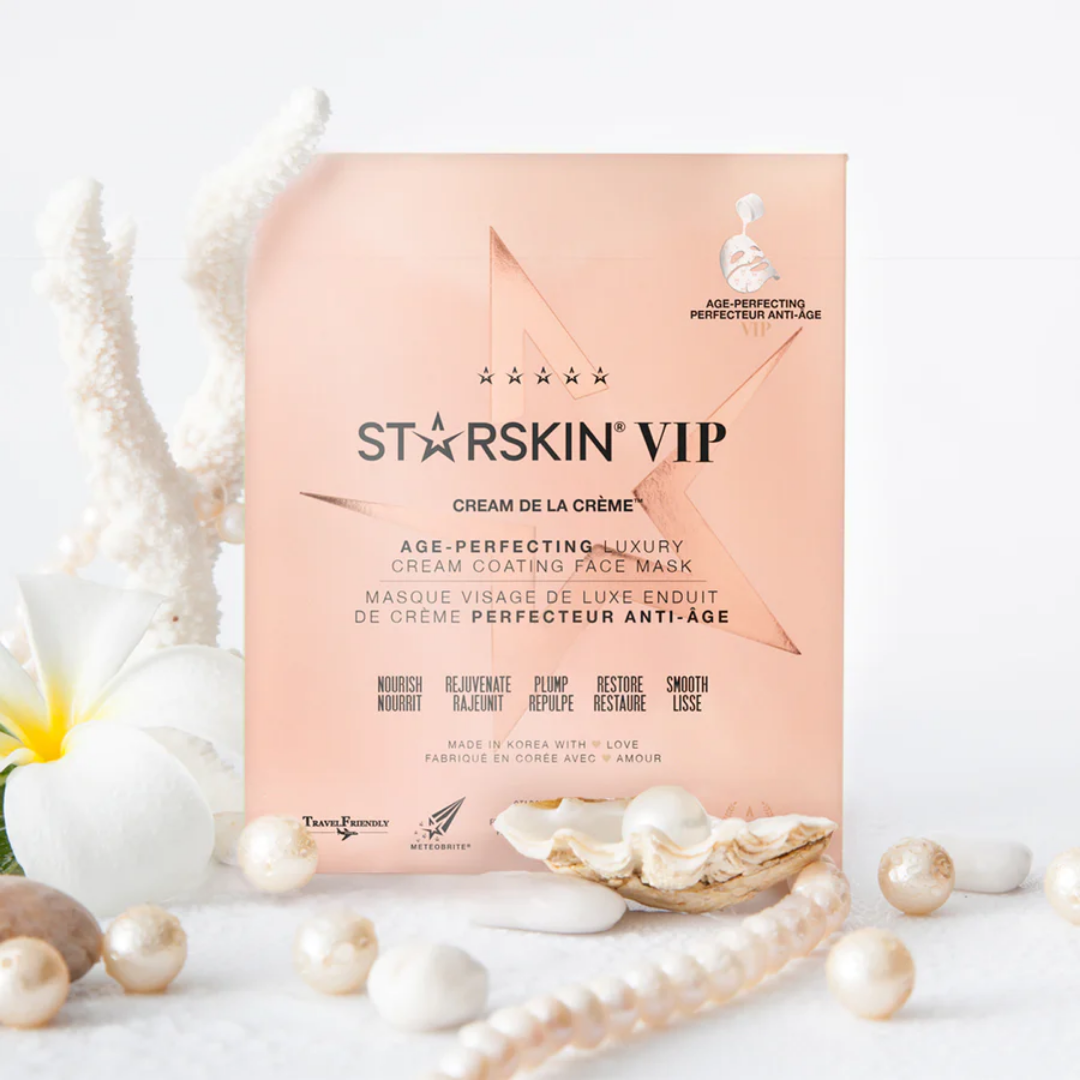 AGE-PERFECTING
PERFECTEUR ANTI-ÂGE
VIP
STARSKIN® VIP
CREAM DE LA CRÈME™
AGE-PERFECTING LUXURY
CREAM COATING FACE MASK
MASQUE VISAGE DE LUXE ENDUIT
DE CRÈME PERFECTEUR ANTI-ÂGE
NOURISH REJUVENATE PLUMP RESTORE SMOOTH
NOURRIT RAJEUNIT REPULPE RESTAURE LISSE
MADE IN KOREA WITH LOVE
FABRIQUÉ EN CORÉE AVEC AMOUR
TRAVELFRIENDLY
METEOBRITE®